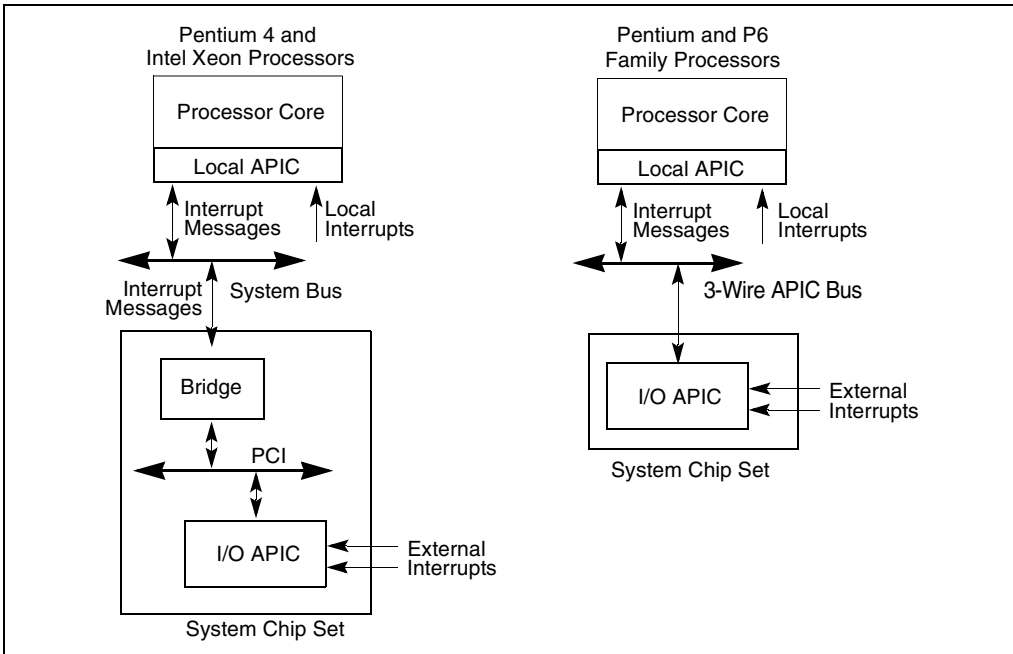 Pentium 4 and
Intel Xeon Processors
Processor Core
Local APIC
Interrupt
Messages
Local
Interrupts
Interrupt
Messages
System Bus
Bridge
PCI
I/O APIC
External
Interrupts
System Chip Set
Pentium and P6
Family Processors
Processor Core
Local APIC
Interrupt
Messages
Local
Interrupts
3-Wire APIC Bus
I/O APIC
External
Interrupts
System Chip Set